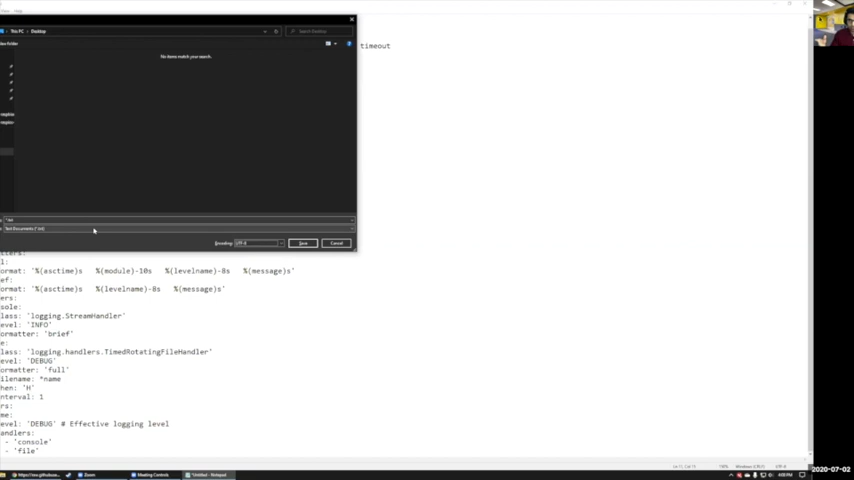 This PC > Desktop
Search Desktop
New folder
timeout
No items match your search.
*.txt
Text Documents (*.txt)
Encoding: UTF-8
Save
Cancel
tters:
l:
ormat: '%(asctime)s   %(module)-10s   %(levelname)-8s   %(message)s'
ef:
ormat: '%(asctime)s   %(levelname)-8s   %(message)s'
ers:
sole:
lass: 'logging.StreamHandler'
evel: 'INFO'
ormatter: 'brief'
e:
lass: 'logging.handlers.TimedRotatingFileHandler'
evel: 'DEBUG'
ormatter: 'full'
ilename: *name
hen: 'H'
nterval: 1
rs:
me:
evel: 'DEBUG' # Effective logging level
andlers:
- 'console'
- 'file'
Zoom
Meeting Controls
*Untitled - Notepad
2020-07-02